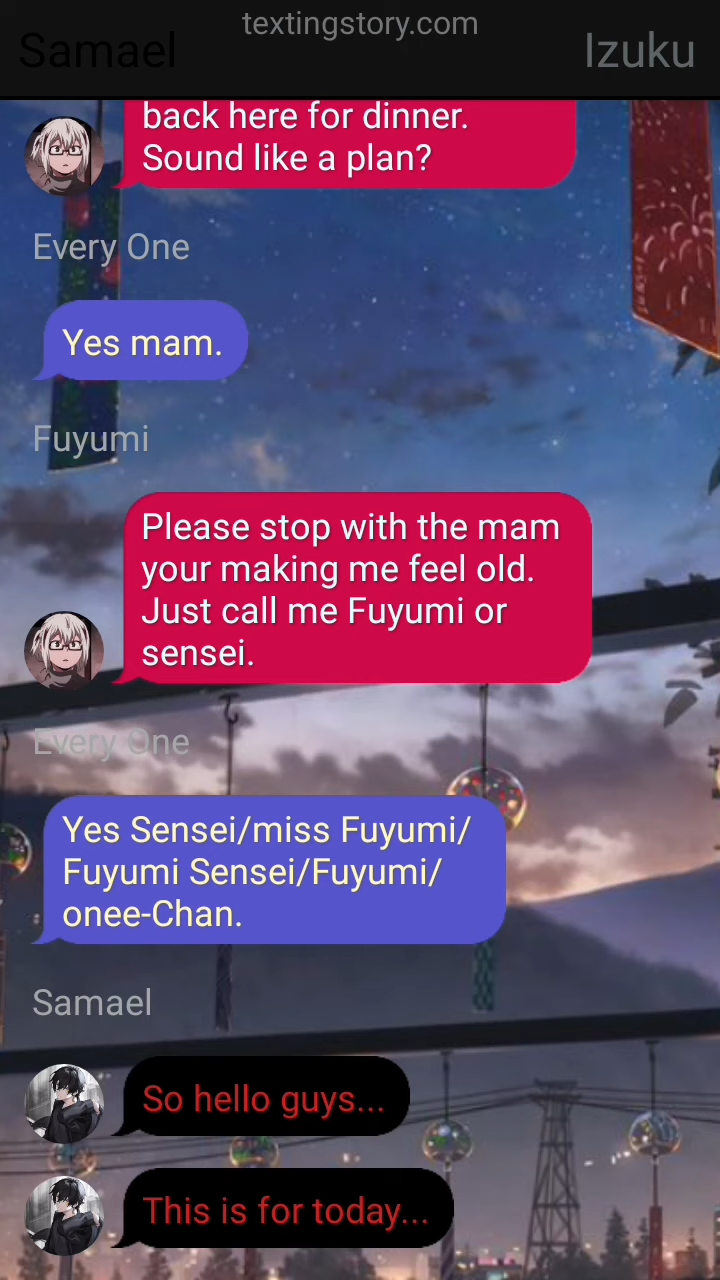 textingstory.com
Samael
Izuku
back here for dinner.
Sound like a plan?
Every One
Yes mam.
Fuyumi
Please stop with the mam
your making me feel old.
Just call me Fuyumi or
sensei.
Every One
Yes Sensei/miss Fuyumi/
Fuyumi Sensei/Fuyumi/
onee-Chan.
Samael
So hello guys...
This is for today...